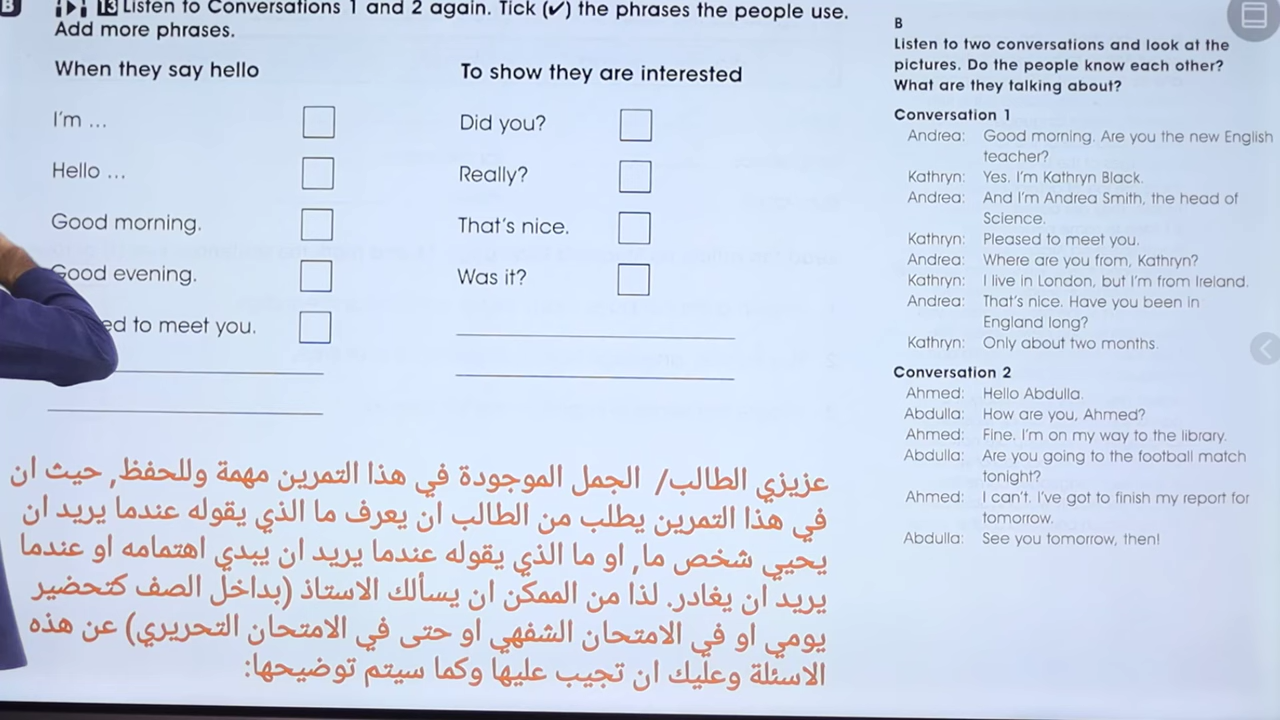 B 13 Listen to Conversations 1 and 2 again. Tick (✓) the phrases the people use.
Add more phrases.
When they say hello
I'm ...
Hello ...
Good morning.
Good evening.
ed to meet you.
To show they are interested
Did you?
Really?
That's nice.
Was it?
عزيزي الطالب/ الجمل الموجودة في هذا التمرين مهمة وللحفظ, حيث ان
في هذا التمرين يطلب من الطالب ان يعرف ما الذي يقوله عندما يريد ان
يحيي شخص ما, او ما الذي يقوله عندما يريد ان يبدي اهتمامه او عندما
يريد ان يغادر. لذا من الممكن ان يسألك الاستاذ (بداخل الصف كتحضير
يومي او في الامتحان الشفهي او حتى في الامتحان التحريري) عن هذه
الاسئلة وعليك ان تجيب عليها وكما سيتم توضيحها:
B
Listen to two conversations and look at the
pictures. Do the people know each other?
What are they talking about?
Conversation 1
Andrea: Good morning. Are you the new English
teacher?
Kathryn: Yes. I'm Kathryn Black.
Andrea: And I'm Andrea Smith, the head of
Science.
Kathryn: Pleased to meet you.
Andrea: Where are you from, Kathryn?
Kathryn: I live in London, but I'm from Ireland.
Andrea: That's nice. Have you been in
England long?
Kathryn: Only about two months.
Conversation 2
Ahmed: Hello Abdulla.
Abdulla: How are you, Ahmed?
Ahmed: Fine. I'm on my way to the library.
Abdulla: Are you going to the football match
tonight?
Ahmed: I can't. I've got to finish my report for
tomorrow.
Abdulla: See you tomorrow, then!